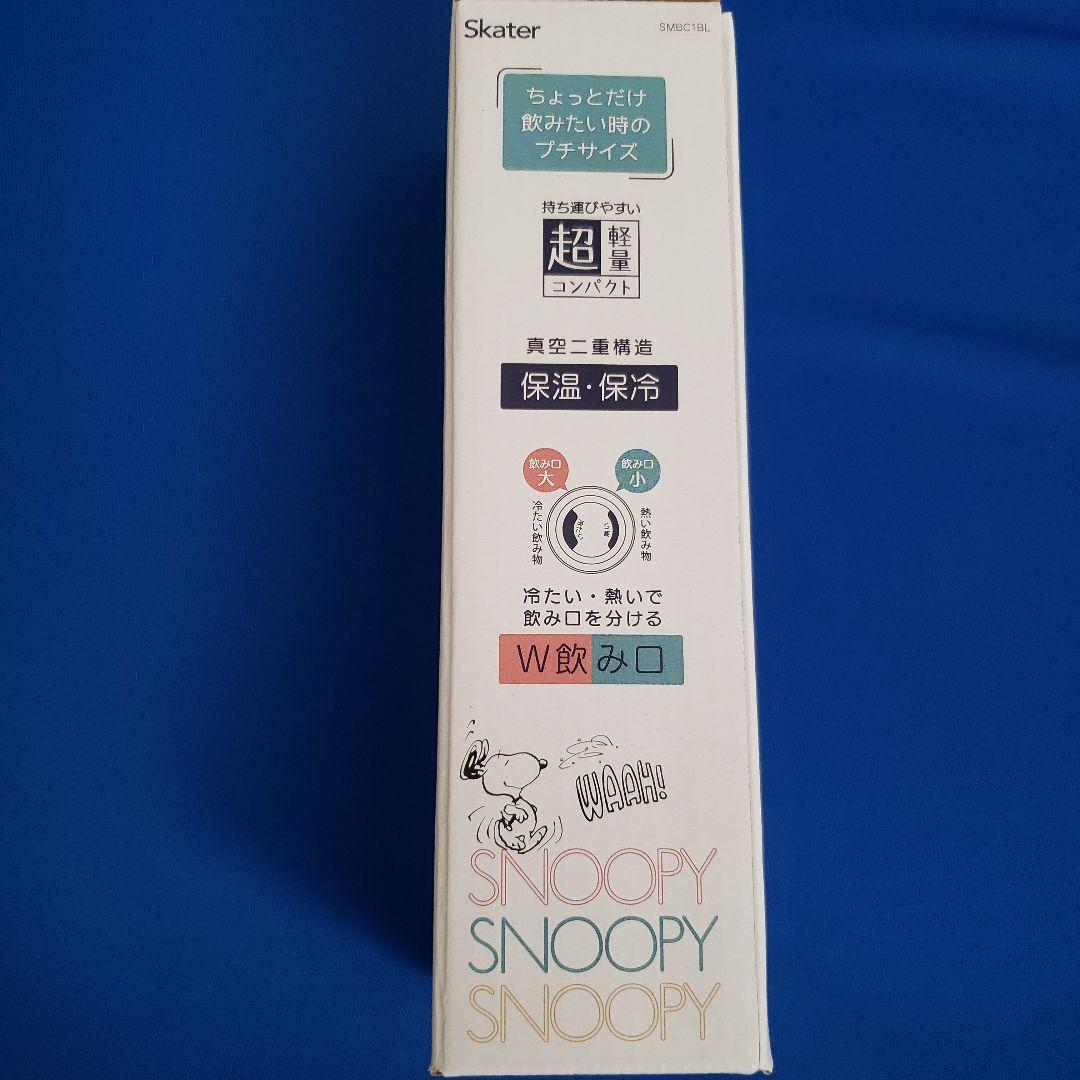 Skater
SMBC1BL
ちょっとだけ
飲みたい時の
プチサイズ
持ち運びやすい
超軽量
コンパクト
真空二重構造
保温・保冷
飲み口
大
飲み口
小
冷たい飲み物
熱い飲み物
冷たい・熱いで
飲み口を分ける
W飲み口
WAAH!
SNOOPY
SNOOPY
SNOOPY